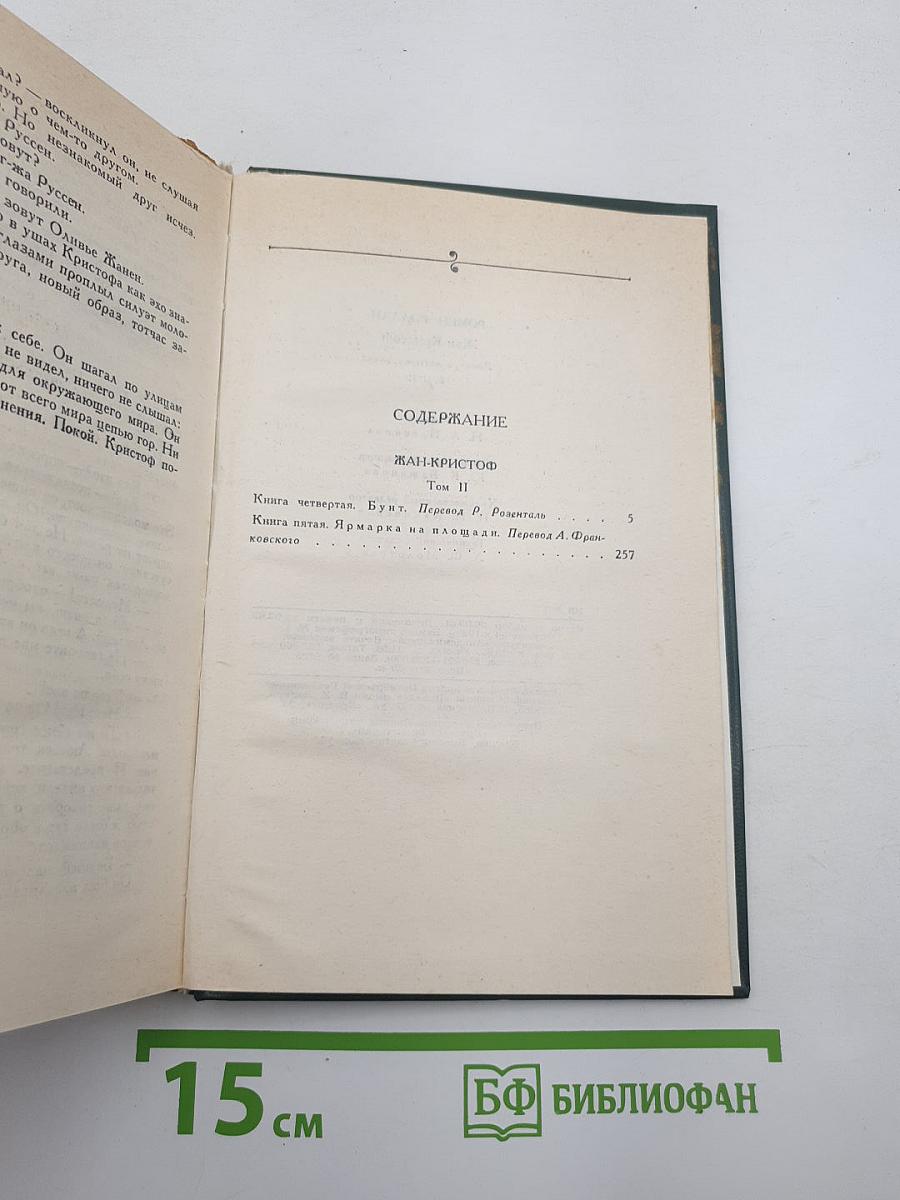 ал? — воскликнул он, не слушая
ную о чем-то другом.
Но незнакомый друг исчез.
Руссен.
овут?
г-жа Руссен.
говорили.
зовут Оливье Жанен.
о в ушах Кристофа как эхо зна-
глазами проплыл силуэт моло-
руга, новый образ, тотчас за-
к себе. Он шагал по улицам
не видел, ничего не слышал:
для окружающего мира. Он
от всего мира цепью гор. Ни
нения. Покой. Кристоф по-
СОДЕРЖАНИЕ
ЖАН-КРИСТОФ
Том II
Книга четвертая. Бунт. Перевод Р. Розенталь . . . . 5
Книга пятая. Ярмарка на площади. Перевод А. Фран-
ковского . . . . . . . . . . . . . . . . . . . 257
15 см
БФ БИБЛИОФАН